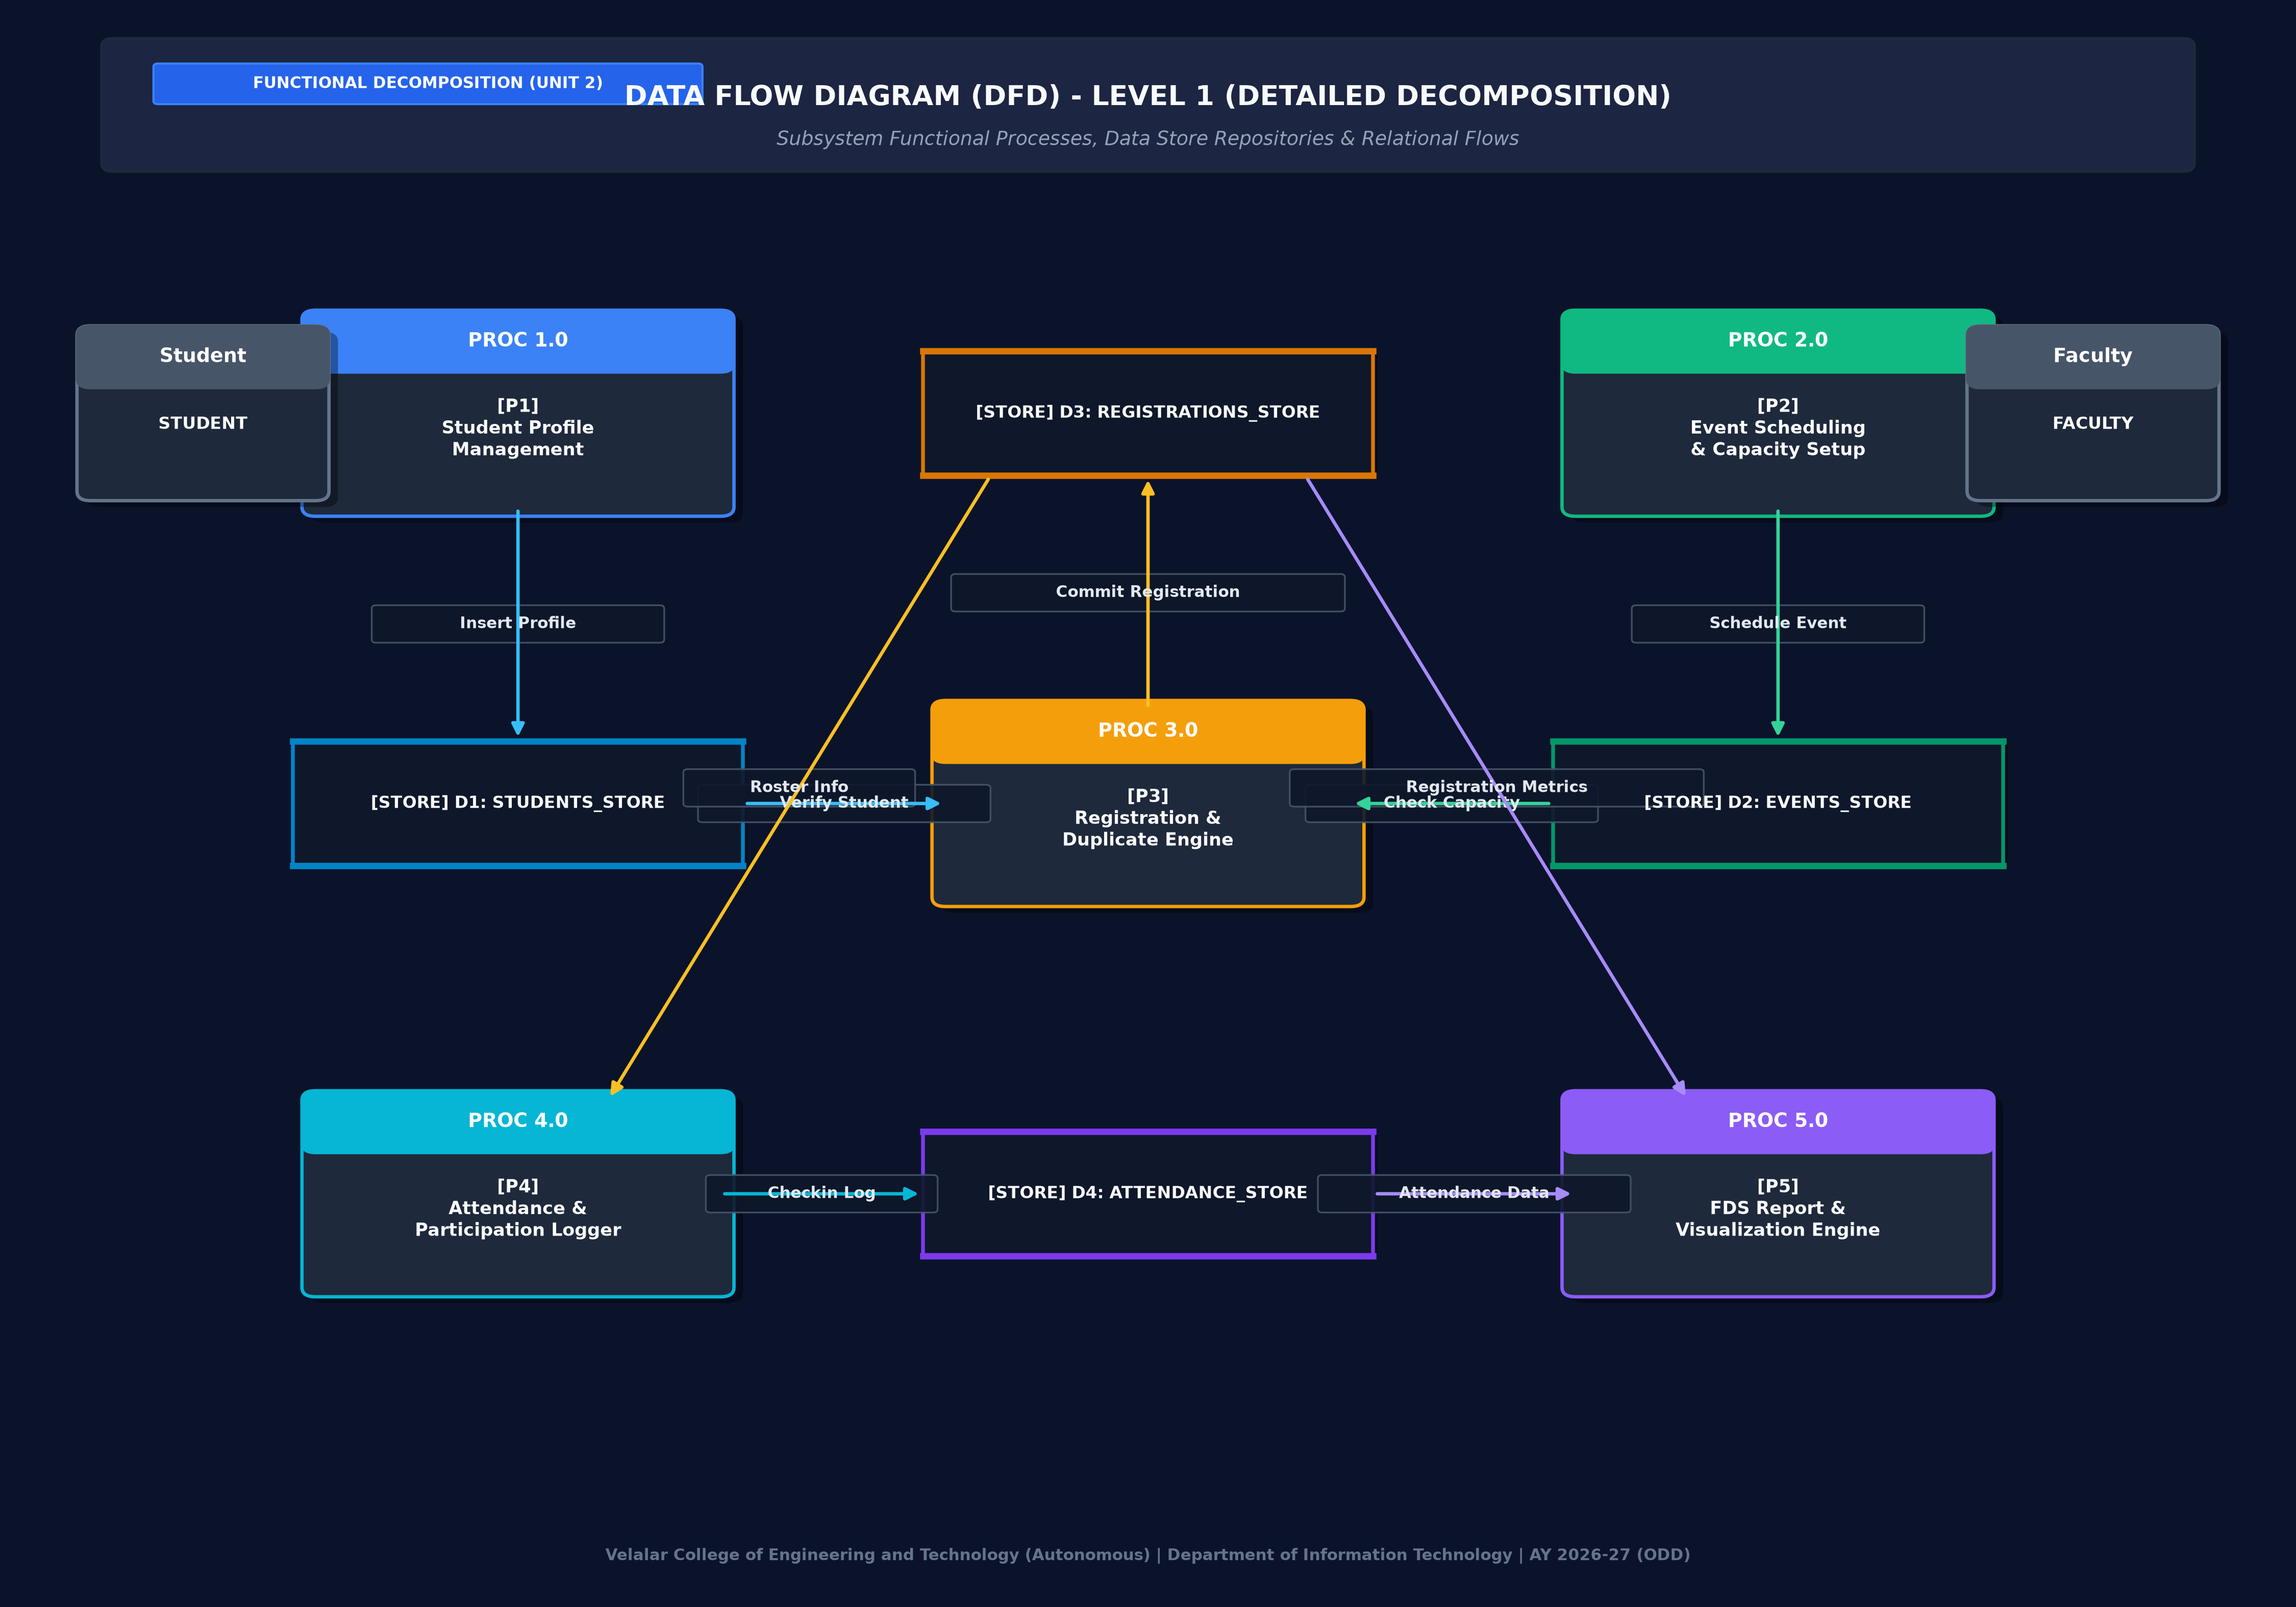 FUNCTIONAL DECOMPOSITION (UNIT 2)
DATA FLOW DIAGRAM (DFD) - LEVEL 1 (DETAILED DECOMPOSITION)
Subsystem Functional Processes, Data Store Repositories & Relational Flows
Student
STUDENT
PROC 1.0
[P1]
Student Profile
Management
[STORE] D3: REGISTRATIONS_STORE
PROC 2.0
[P2]
Event Scheduling
& Capacity Setup
Faculty
FACULTY
Insert Profile
Commit Registration
Schedule Event
[STORE] D1: STUDENTS_STORE
Roster Info
Verify Student
PROC 3.0
[P3]
Registration &
Duplicate Engine
Registration Metrics
Check Capacity
[STORE] D2: EVENTS_STORE
PROC 4.0
[P4]
Attendance &
Participation Logger
Checkin Log
[STORE] D4: ATTENDANCE_STORE
Attendance Data
PROC 5.0
[P5]
FDS Report &
Visualization Engine
Velalar College of Engineering and Technology (Autonomous) | Department of Information Technology | AY 2026-27 (ODD)